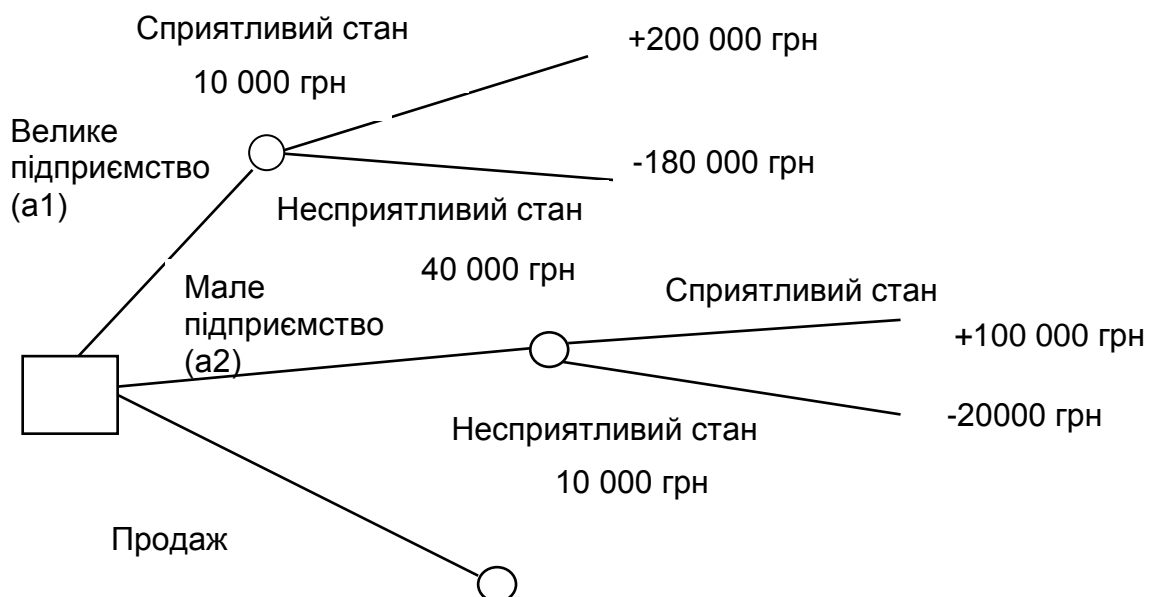 Сприятливий стан
10 000 грн
+200 000 грн
Велике
підприємство
(а1)
-180 000 грн
Несприятливий стан
40 000 грн
Мале
підприємство
(а2)
Сприятливий стан
+100 000 грн
-20000 грн
Несприятливий стан
10 000 грн
Продаж